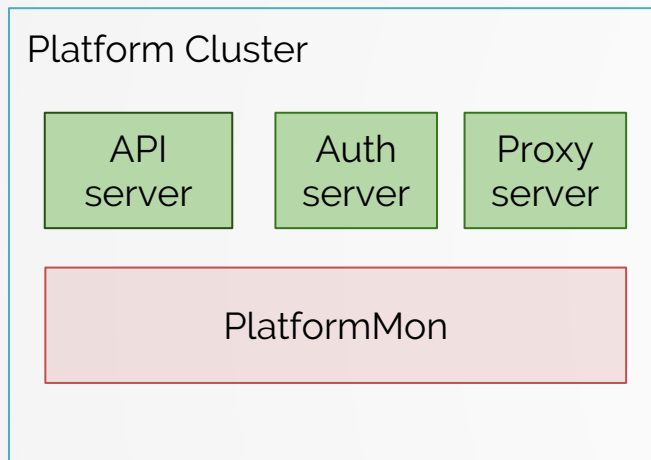 Platform Cluster
API
server
Auth
server
Proxy
server
PlatformMon